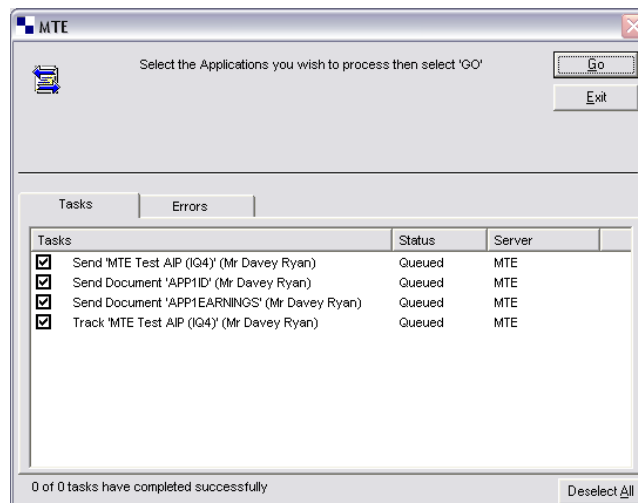 MTE
Select the Applications you wish to process then select 'GO'
Go
Exit
Tasks Errors
Tasks Status Server
Send 'MTE Test AIP (IQ4)' (Mr Davey Ryan) Queued MTE
Send Document 'APP1ID' (Mr Davey Ryan) Queued MTE
Send Document 'APP1EARNINGS' (Mr Davey Ryan) Queued MTE
Track 'MTE Test AIP (IQ4)' (Mr Davey Ryan) Queued MTE
0 of 0 tasks have completed successfully
Deselect All